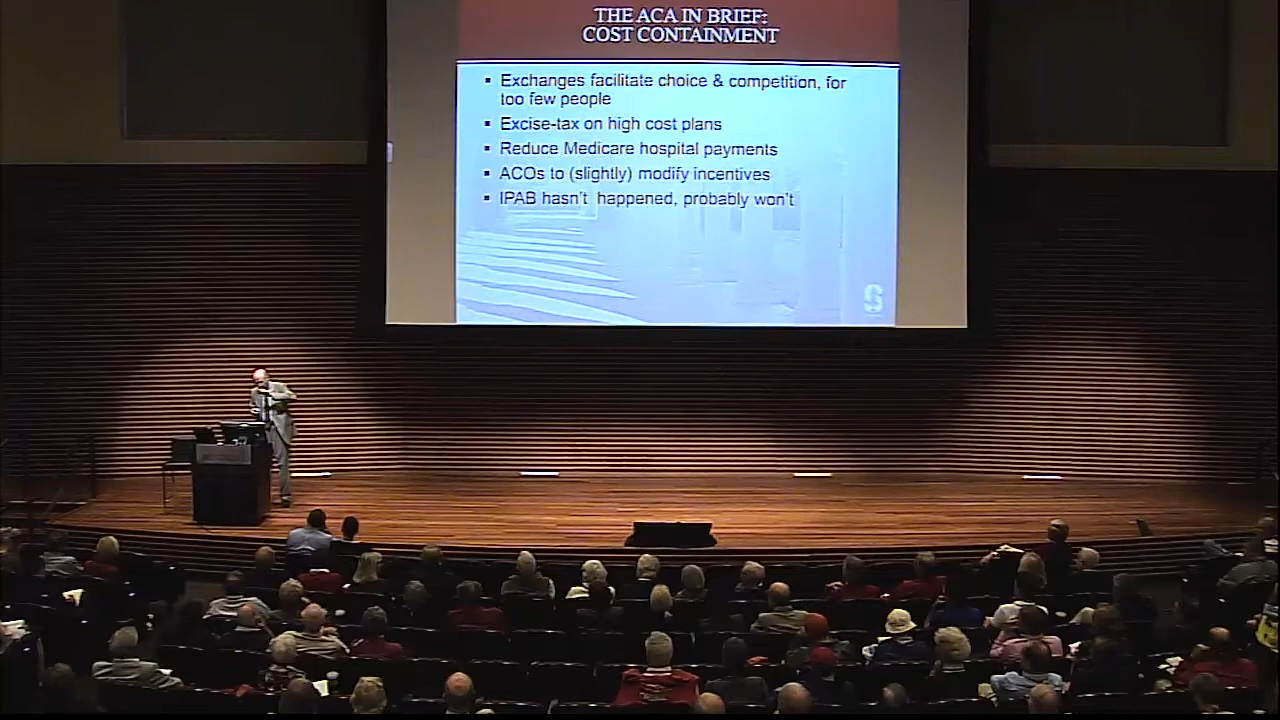 THE ACA IN BRIEF:
COST CONTAINMENT
▪ Exchanges facilitate choice & competition, for
too few people
▪ Excise-tax on high cost plans
▪ Reduce Medicare hospital payments
▪ ACOs to (slightly) modify incentives
▪ IPAB hasn't happened, probably won't
S